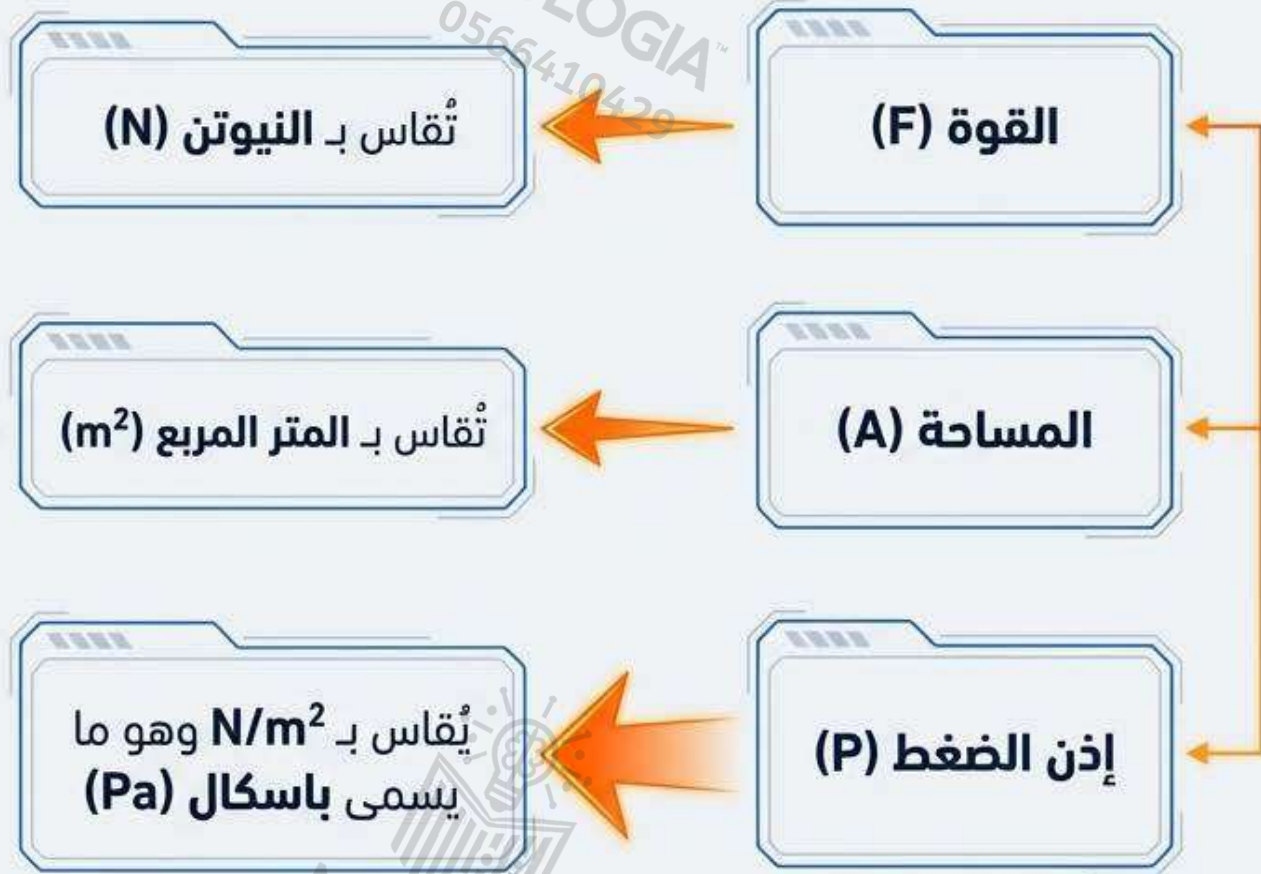 LOGIA™
0566410429
القوة (F)
تُقاس بـ النيوتن (N)
المساحة (A)
تُقاس بـ المتر المربع (m²)
إذن الضغط (P)
يُقاس بـ N/m² وهو ما
يسمى باسكال (Pa)